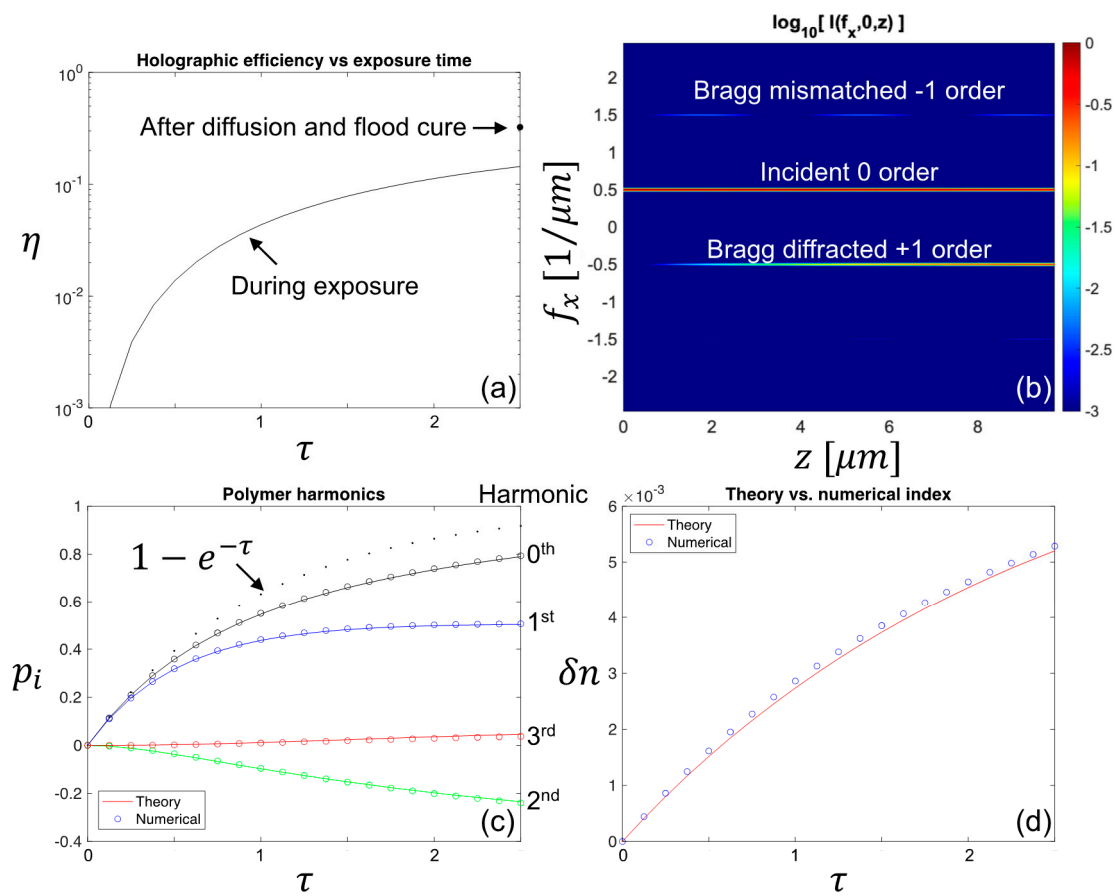 Holographic efficiency vs exposure time
10⁰
After diffusion and flood cure
10⁻¹
η
During exposure
10⁻²
(a)
10⁻³
0
1
2
τ
log₁₀[ I(fₓ,0,z) ]
2
Bragg mismatched -1 order
1.5
1
Incident 0 order
0.5
0
Bragg diffracted +1 order
-0.5
-1
-1.5
-2
fₓ [1/μm]
(b)
0
2
4
6
8
z [μm]
0
-0.5
-1
-1.5
-2
-2.5
-3
Polymer harmonics
Harmonic
1
0.8
0.6
0.4
0.2
0
-0.2
-0.4
pᵢ
1 − e^{−τ}
0ᵗʰ
1ˢᵗ
3ʳᵈ
2ⁿᵈ
Theory
Numerical
(c)
0
1
2
τ
Theory vs. numerical index
×10⁻³
6
5
4
3
2
1
0
δn
Theory
Numerical
(d)
0
1
2
τ